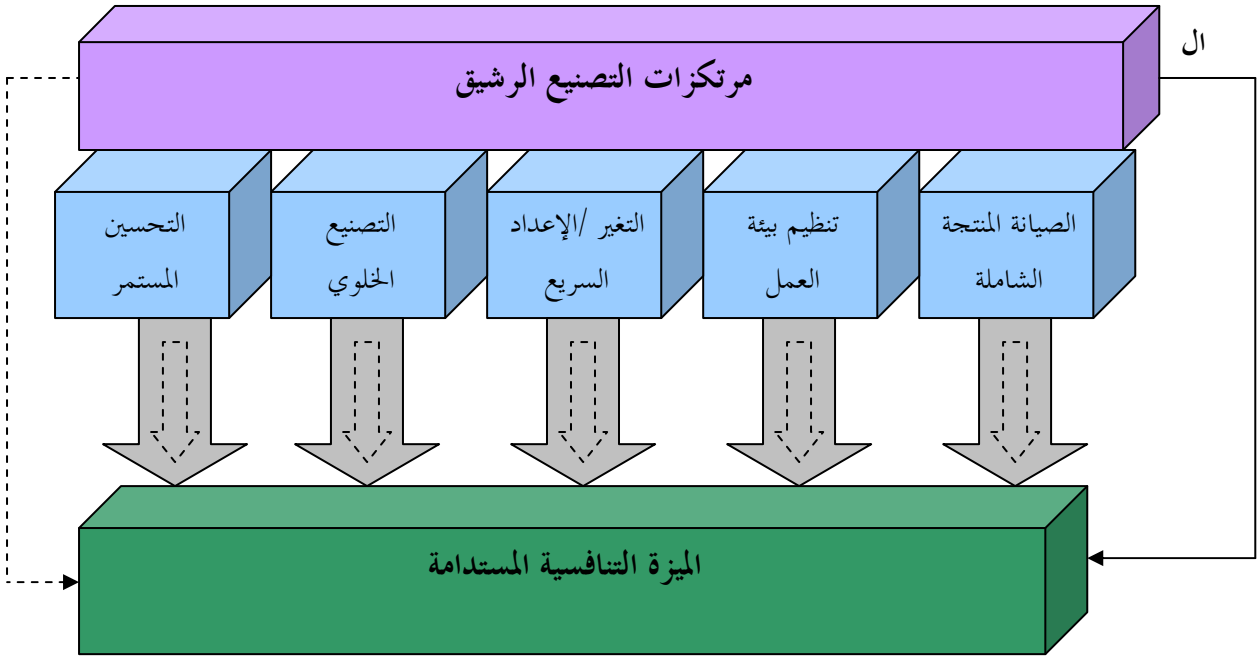 ال
مرتكزات التصنيع الرشيق
الصيانة المنتجة
الشاملة
تنظيم بيئة
العمل
التغير /الإعداد
السريع
التصنيع
الخلوي
التحسين
المستمر
الميزة التنافسية المستدامة